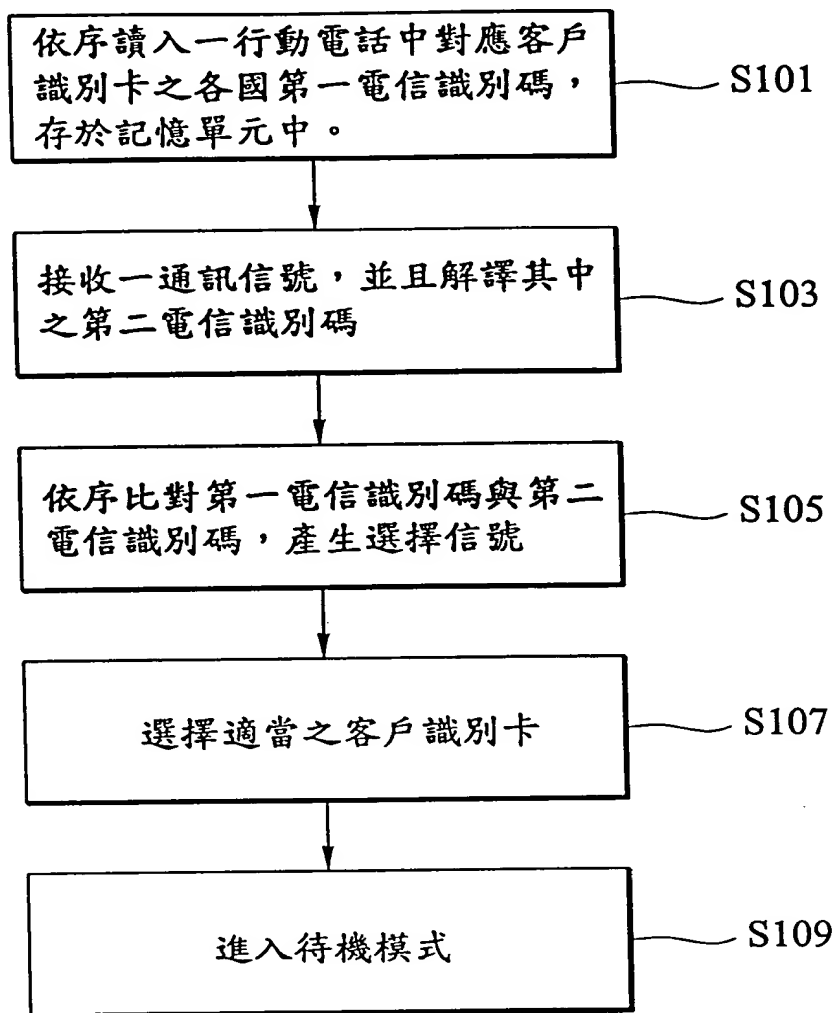 依序讀入一行動電話中對應客戶
識別卡之各國第一電信識別碼，
存於記憶單元中。
S101
接收一通訊信號，並且解譯其中
之第二電信識別碼
S103
依序比對第一電信識別碼與第二
電信識別碼，產生選擇信號
S105
選擇適當之客戶識別卡
S107
進入待機模式
S109